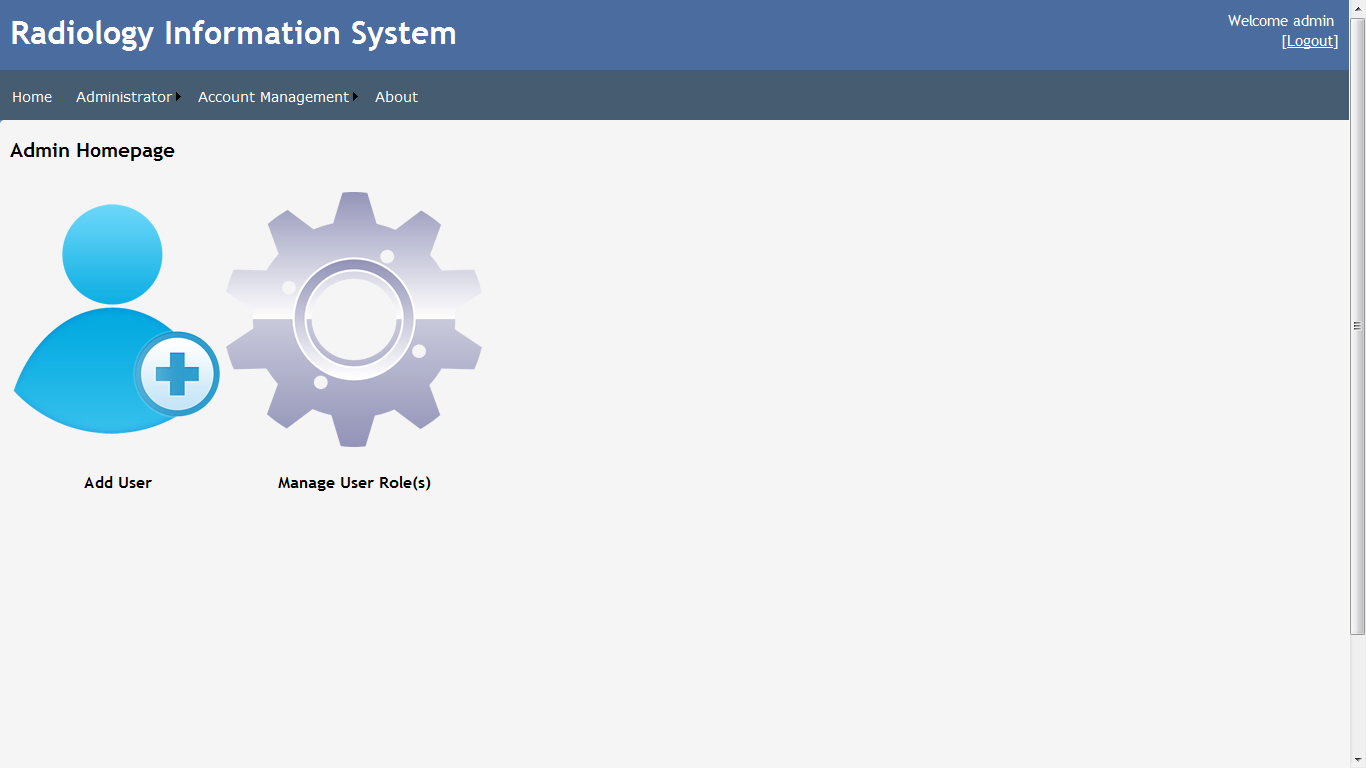 Radiology Information System
Welcome admin
[Logout]
Home Administrator Account Management About
Admin Homepage
Add User Manage User Role(s)